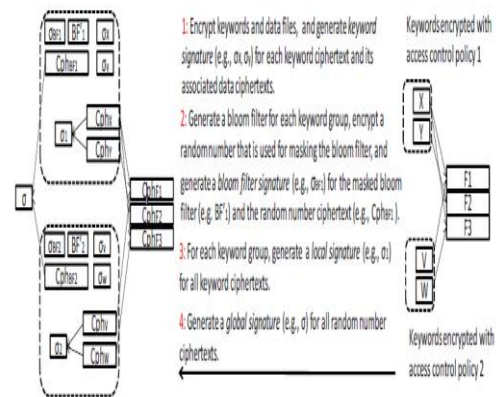 σBF1 BF'1 σx
CphBF1 σy
σ1
Cphx
Cphy
σ
CphF1
CphF2
CphF3
σBF2 BF'2 σv
CphBF2 σw
σ2
Cphv
Cphw
1: Encrypt keywords and data files, and generate keyword
signature (e.g., σx, σy) for each keyword ciphertext and its
associated data ciphertexts.
2: Generate a bloom filter for each keyword group, encrypt a
random number that is used for masking the bloom filter, and
generate a bloom filter signature (e.g., σBF1) for the masked bloom
filter (e.g. BF'1) and the random number ciphertext (e.g., CphBF1).
3: For each keyword group, generate a local signature (e.g., σ1)
for all keyword ciphertexts.
4: Generate a global signature (e.g., σ) for all random number
ciphertexts.
Keywords encrypted with
access control policy 1
X
Y
F1
F2
F3
V
W
Keywords encrypted with
access control policy 2